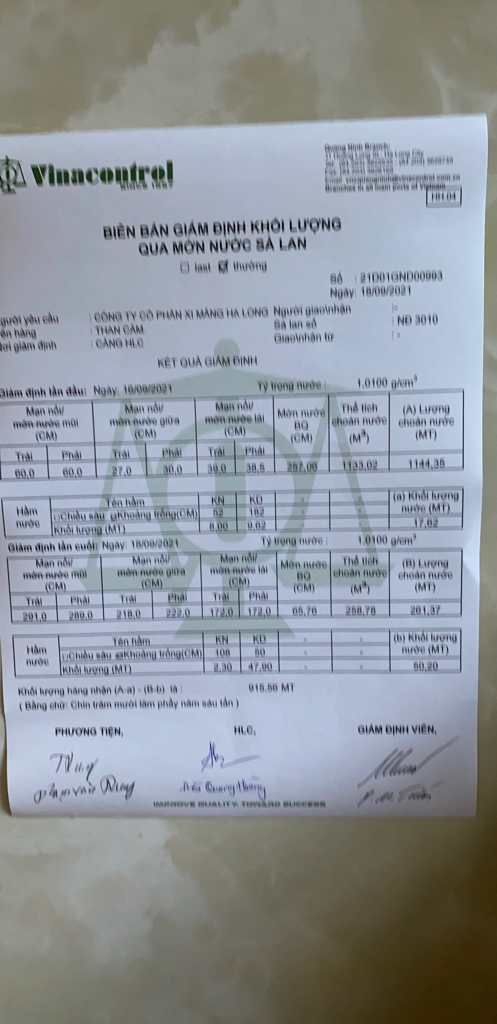 Vinacontrol
SINCE 1957
Quang Ninh Branch:
HH.04
BIÊN BẢN GIÁM ĐỊNH KHỐI LƯỢNG
QUA MỚN NƯỚC SÀ LAN
last thường
Số : 21D01GND00993
Ngày: 18/09/2021
Người yêu cầu : CÔNG TY CỔ PHẦN XI MĂNG HẠ LONG Người giao\nhận :-
Tên hàng : THAN CÁM Sà lan số : NĐ 3010
Nơi giám định : CẢNG HLC Giao\nhận từ :-
KẾT QUẢ GIÁM ĐỊNH
Giám định lần đầu: Ngày: 18/09/2021 Tỷ trọng nước : 1,0100 g/cm³
Mạn nổi/ mớn nước mũi (CM) Mạn nổi/ mớn nước giữa (CM) Mạn nổi/ mớn nước lái (CM) Mớn nước BQ (CM) Thể tích choán nước (M³) (A) Lượng choán nước (MT)
Trái Phải Trái Phải Trái Phải
60,0 60,0 27,0 30,0 39,0 38,5 257,06 1133,02 1144,35
Hầm nước Tên hầm KN KD - - (a) Khối lượng nước (MT)
□Chiều sâu Khoảng trống(CM) 52 182 - -
Khối lượng (MT) 8,00 9,62 - - 17,62
Giám định lần cuối: Ngày: 18/09/2021 Tỷ trọng nước : 1,0100 g/cm³
Mạn nổi/ mớn nước mũi (CM) Mạn nổi/ mớn nước giữa (CM) Mạn nổi/ mớn nước lái (CM) Mớn nước BQ (CM) Thể tích choán nước (M³) (B) Lượng choán nước (MT)
Trái Phải Trái Phải Trái Phải
291,0 289,0 218,0 222,0 172,0 172,0 65,76 258,78 261,37
Hầm nước Tên hầm KN KD - - (b) Khối lượng nước (MT)
□Chiều sâu Khoảng trống(CM) 108 50 - -
Khối lượng (MT) 2,30 47,90 - - 50,20
Khối lượng hàng nhận (A-a) - (B-b) là : 915,56 MT
( Bằng chữ: Chín trăm mười lăm phẩy năm sáu tấn )
PHƯƠNG TIỆN, HLC, GIÁM ĐỊNH VIÊN,
IMPROVE QUALITY, TOWARD SUCCESS